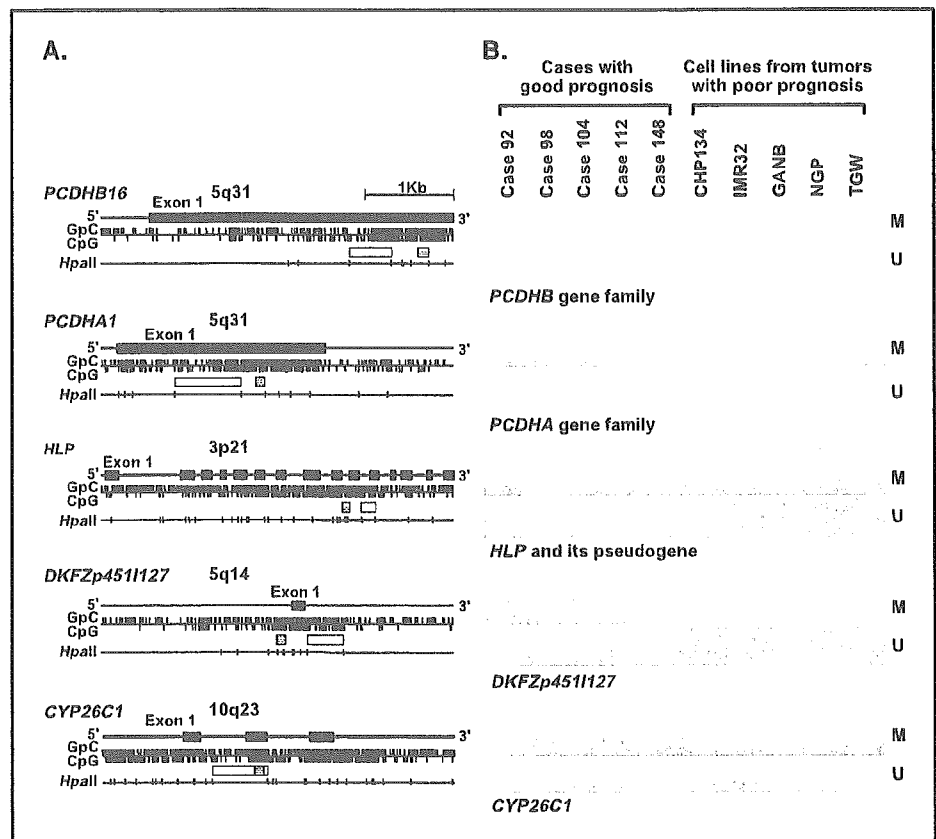 A.
PCDHB16 5q31 1Kb
Exon 1
5' 3'
GpC
CpG
HpaII
PCDHA1 5q31
Exon 1
5' 3'
GpC
CpG
HpaII
HLP 3p21
Exon 1
5' 3'
GpC
CpG
HpaII
DKFZp451I127 5q14
Exon 1
5' 3'
GpC
CpG
HpaII
CYP26C1 10q23
Exon 1
5' 3'
GpC
CpG
HpaII
B.
Cases with
good prognosis
Cell lines from tumors
with poor prognosis
Case 92
Case 98
Case 104
Case 112
Case 148
CHP134
IMR32
GANB
NGP
TGW
M
U
PCDHB gene family
M
U
PCDHA gene family
M
U
HLP and its pseudogene
M
U
DKFZp451I127
M
U
CYP26C1